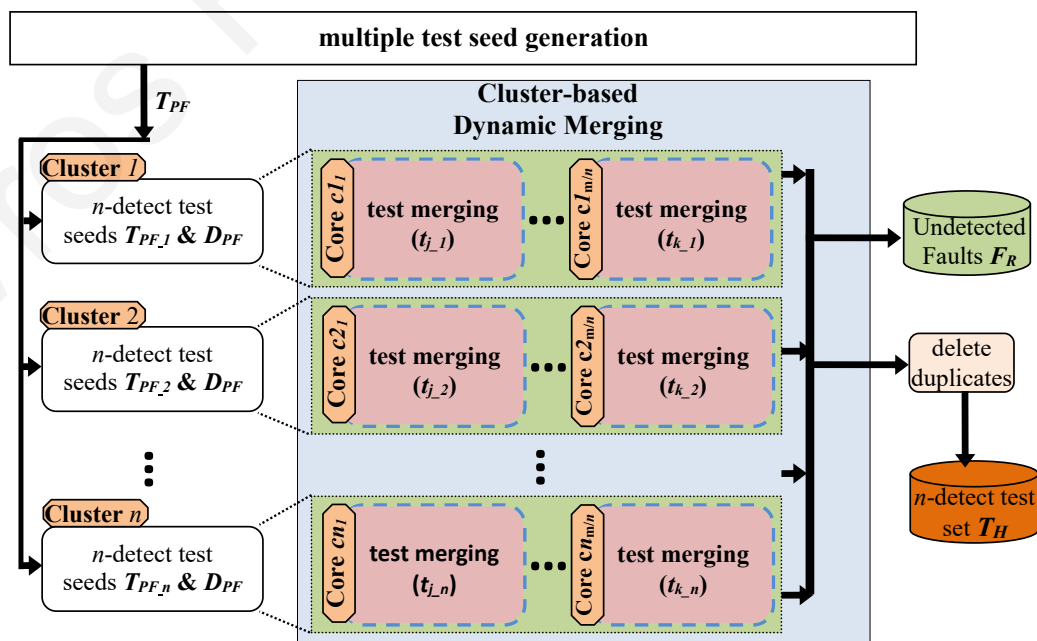 multiple test seed generation
T_PF
Cluster-based
Dynamic Merging
Cluster 1
n-detect test
seeds T_PF_1 & D_PF
Core c1_1
test merging
(t_j_1)
Core c1_m/n
test merging
(t_k_1)
Undetected
Faults F_R
Cluster 2
n-detect test
seeds T_PF_2 & D_PF
Core c2_1
test merging
(t_j_2)
Core c2_m/n
test merging
(t_k_2)
delete
duplicates
Cluster n
n-detect test
seeds T_PF_n & D_PF
Core cn_1
test merging
(t_j_n)
Core cn_m/n
test merging
(t_k_n)
n-detect test
set T_H